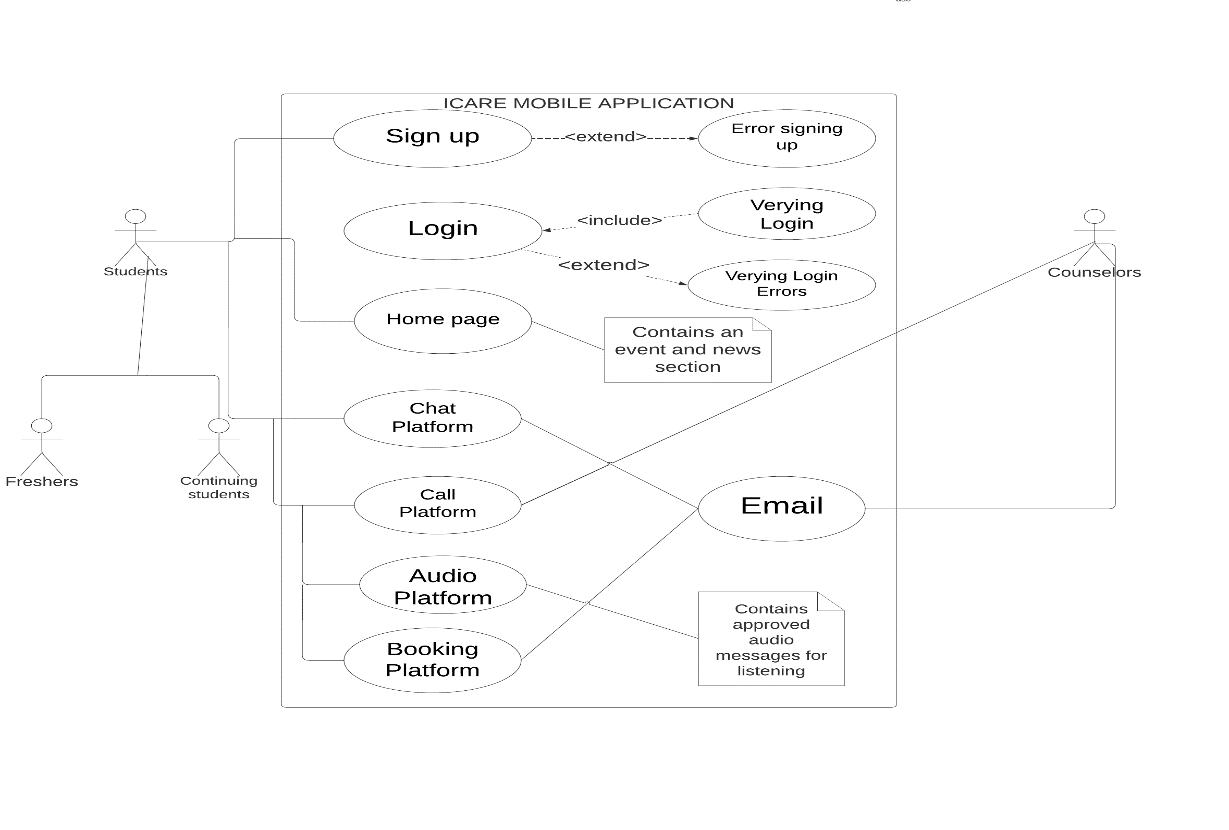 ICARE MOBILE APPLICATION
Sign up
<extend>
Error signing
up
Login
<include>
Verying
Login
<extend>
Verying Login
Errors
Students
Counselors
Home page
Contains an
event and news
section
Chat
Platform
Freshers
Continuing
students
Call
Platform
Email
Audio
Platform
Contains
approved
audio
messages for
listening
Booking
Platform